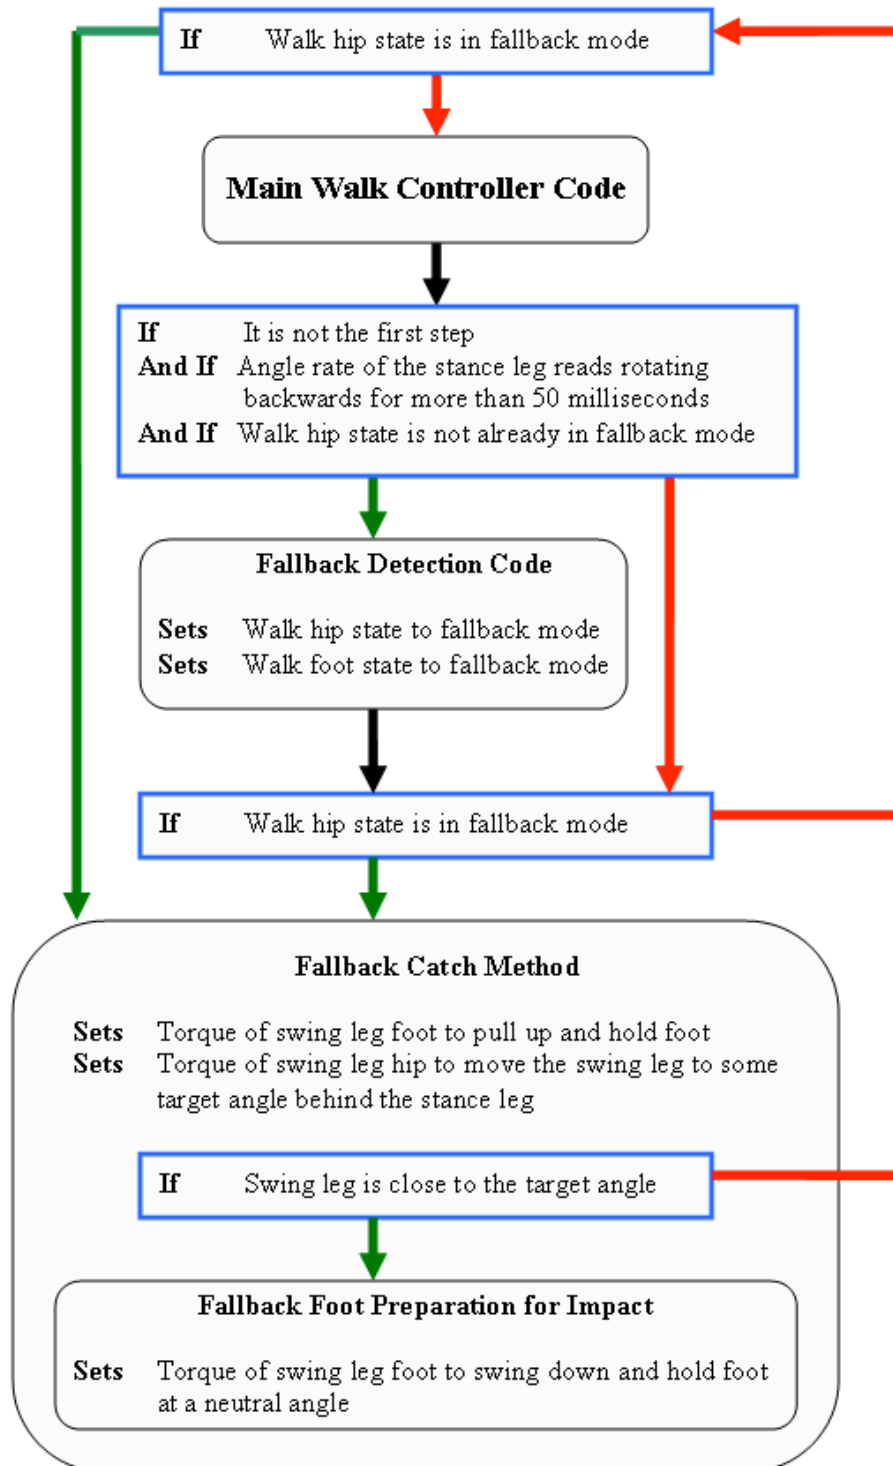 If Walk hip state is in fallback mode
Main Walk Controller Code
If It is not the first step
And If Angle rate of the stance leg reads rotating
backwards for more than 50 milliseconds
And If Walk hip state is not already in fallback mode
Fallback Detection Code
Sets Walk hip state to fallback mode
Sets Walk foot state to fallback mode
If Walk hip state is in fallback mode
Fallback Catch Method
Sets Torque of swing leg foot to pull up and hold foot
Sets Torque of swing leg hip to move the swing leg to some
target angle behind the stance leg
If Swing leg is close to the target angle
Fallback Foot Preparation for Impact
Sets Torque of swing leg foot to swing down and hold foot
at a neutral angle